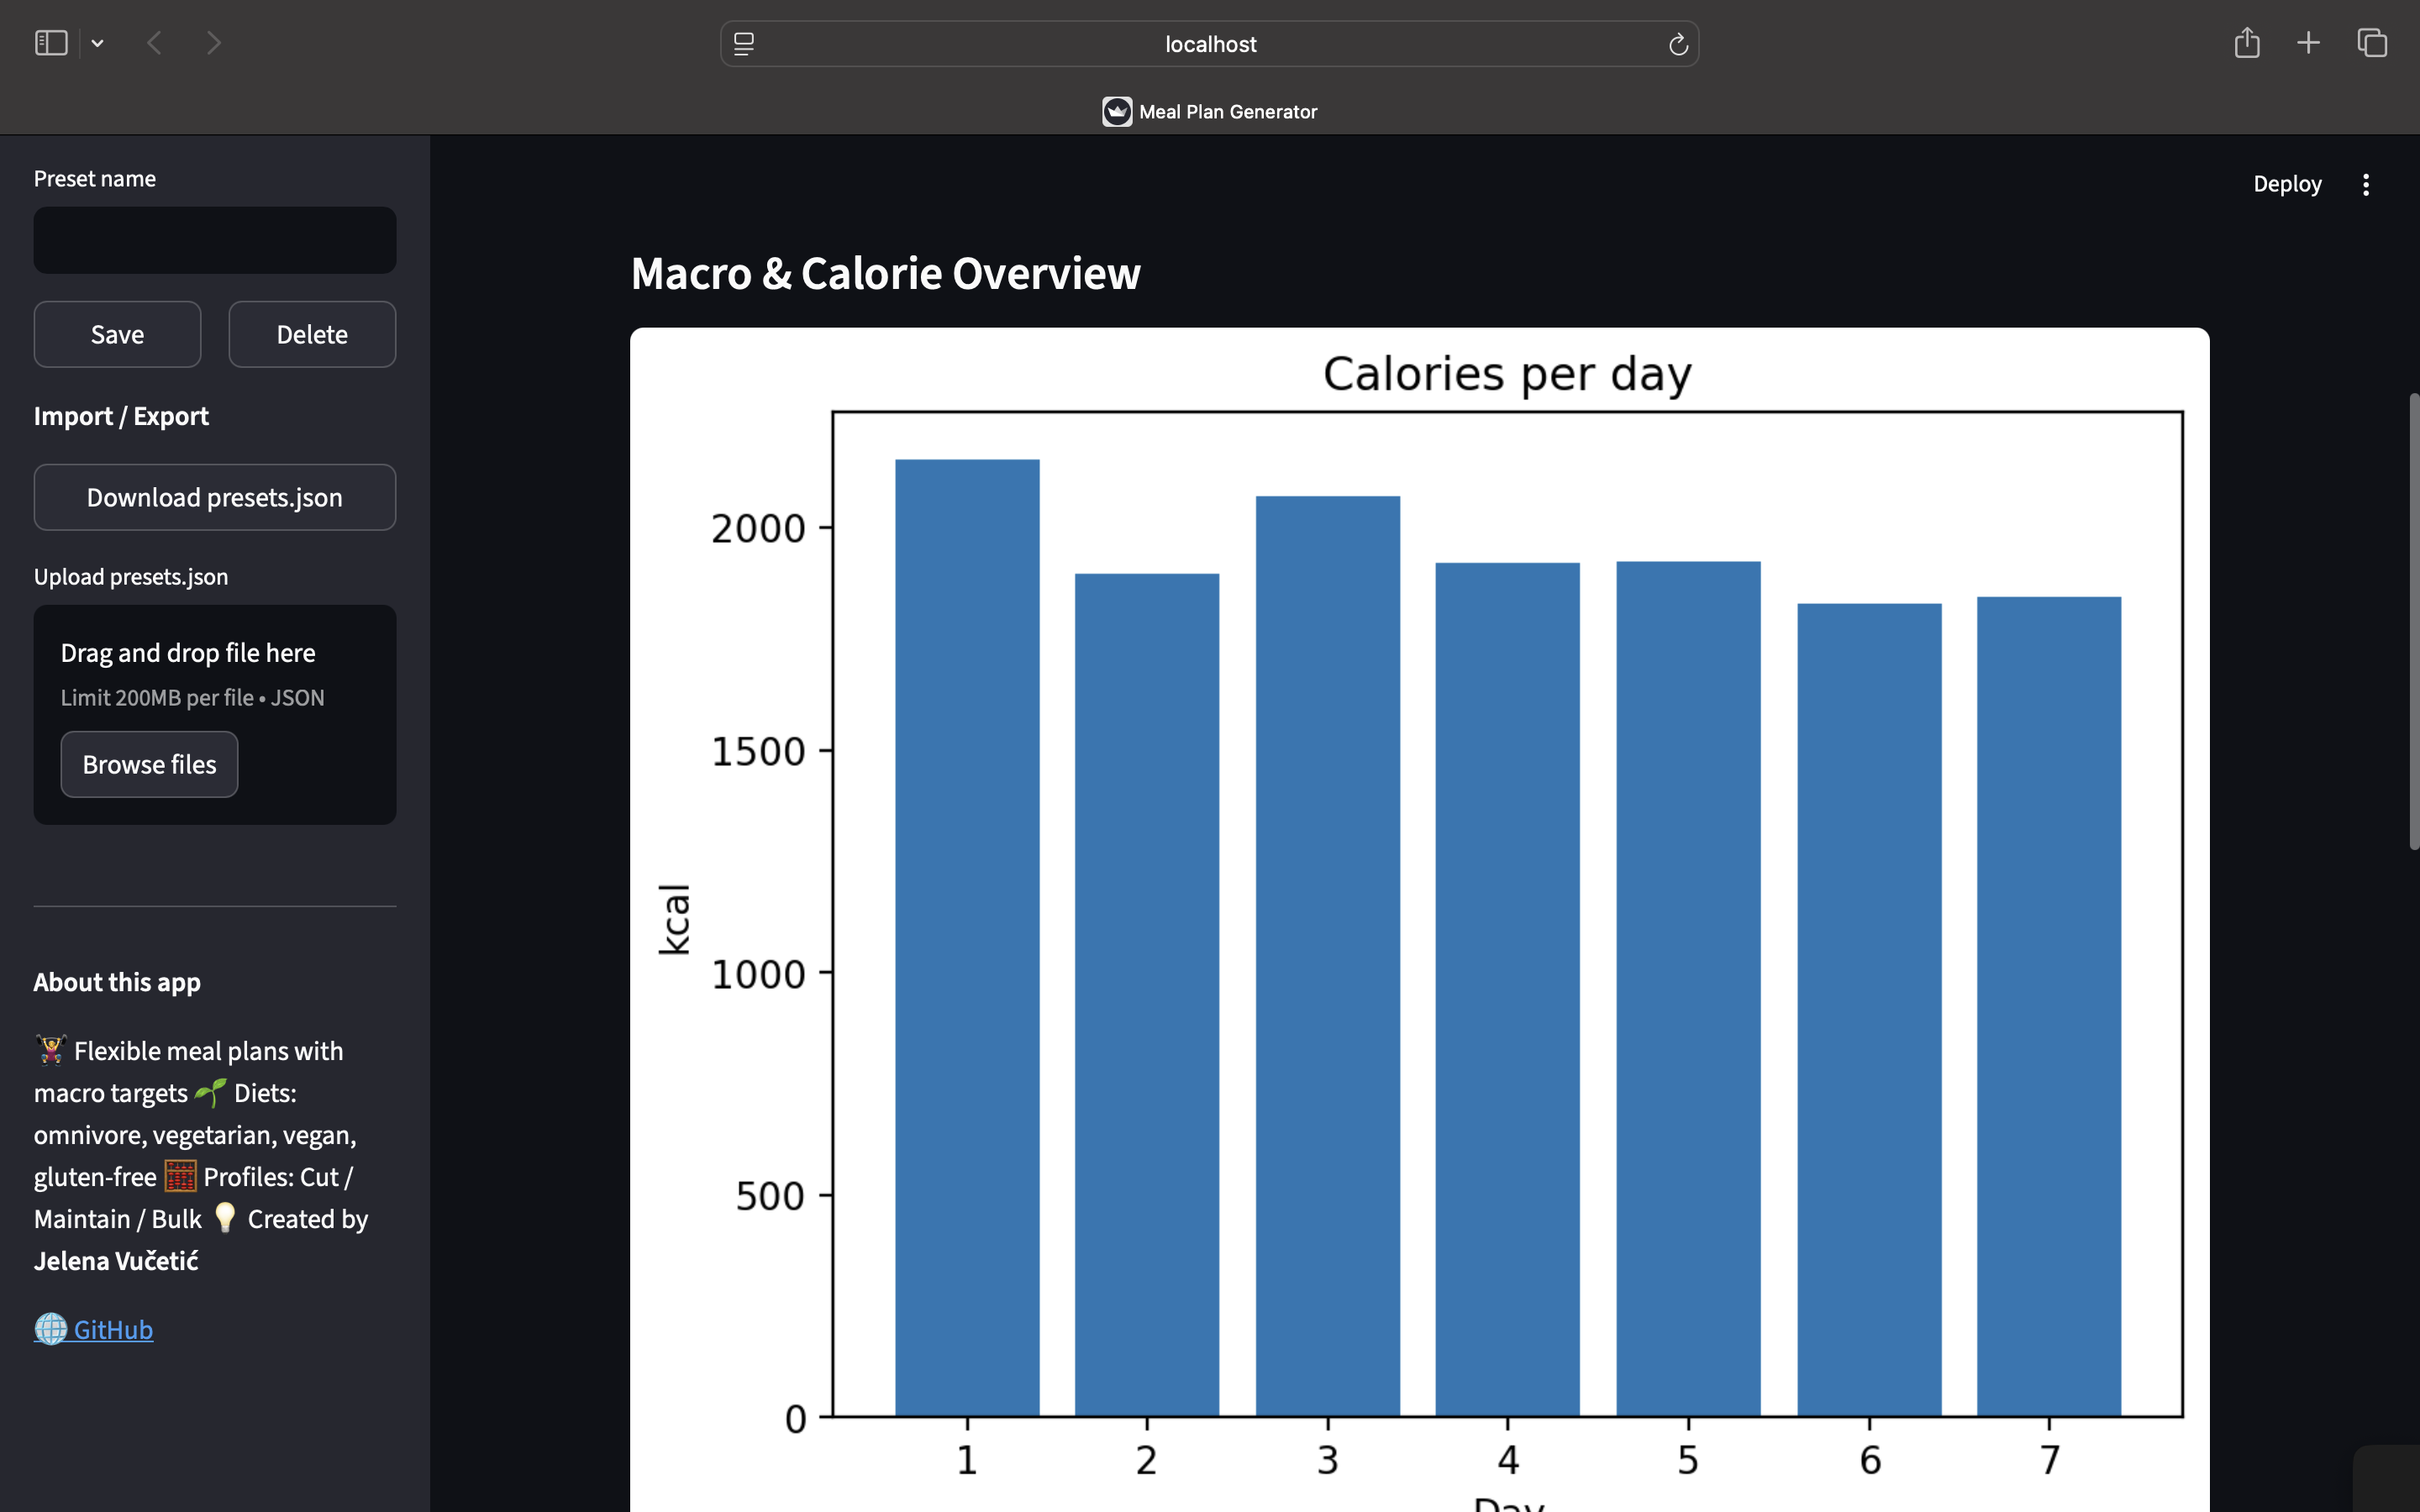 localhost
Meal Plan Generator
Preset name
Save
Delete
Import / Export
Download presets.json
Upload presets.json
Drag and drop file here
Limit 200MB per file • JSON
Browse files
About this app
🏋️‍♀️ Flexible meal plans with
macro targets 🌱 Diets:
omnivore, vegetarian, vegan,
gluten-free 🧮 Profiles: Cut /
Maintain / Bulk 💡 Created by
Jelena Vučetić
🌐 GitHub
Deploy
Macro & Calorie Overview
Calories per day
kcal
2000
1500
1000
500
0
1 2 3 4 5 6 7
Day